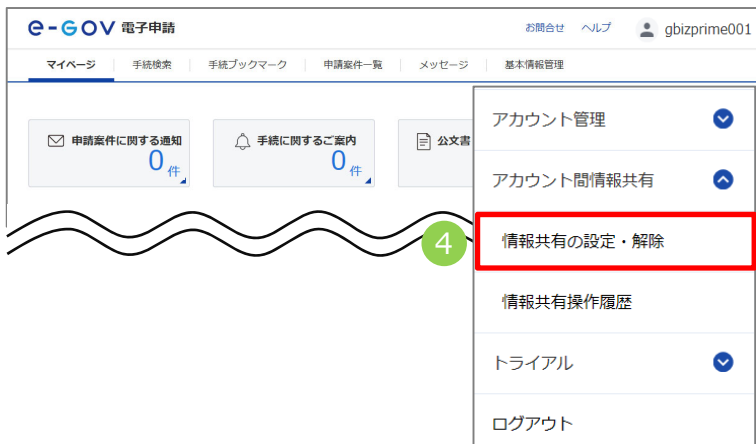 e-GOV 電子申請 お問合せ ヘルプ gbizprime001
マイページ 手続検索 手続ブックマーク 申請案件一覧 メッセージ 基本情報管理
申請案件に関する通知 0 件
手続に関するご案内 0 件
公文書
アカウント管理
アカウント間情報共有
4 情報共有の設定・解除
情報共有操作履歴
トライアル
ログアウト